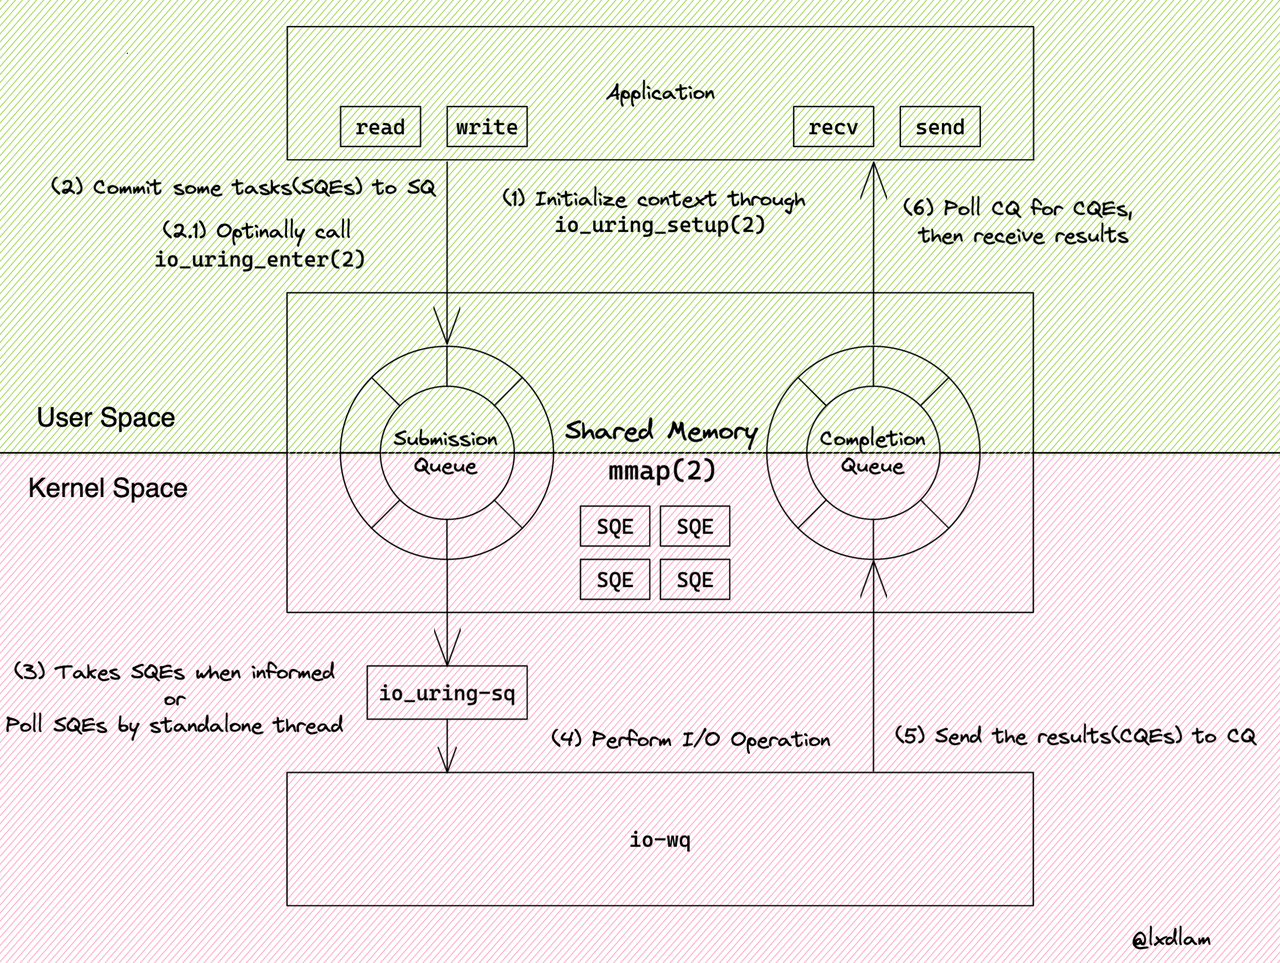 Application
read
write
recv
send
(2) Commit some tasks(SQEs) to SQ
(2.1) Optinally call
io_uring_enter(2)
(1) Initialize context through
io_uring_setup(2)
(6) Poll CQ for CQEs,
then receive results
User Space
Kernel Space
Submission
Queue
Shared Memory
mmap(2)
SQE
SQE
SQE
SQE
Completion
Queue
(3) Takes SQEs when informed
or
Poll SQEs by standalone thread
io_uring-sq
(4) Perform I/O Operation
(5) Send the results(CQEs) to CQ
io-wq
@lxdlam